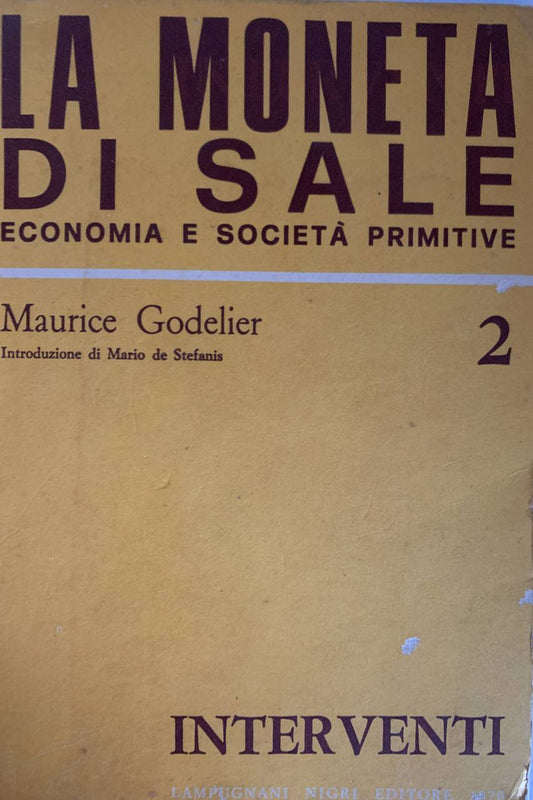 LA MONETA
DI SALE
ECONOMIA E SOCIETÀ PRIMITIVE
Maurice Godelier
Introduzione di Mario de Stefanis
2
INTERVENTI
LAMPUGNANI NIGRI EDITORE 1970